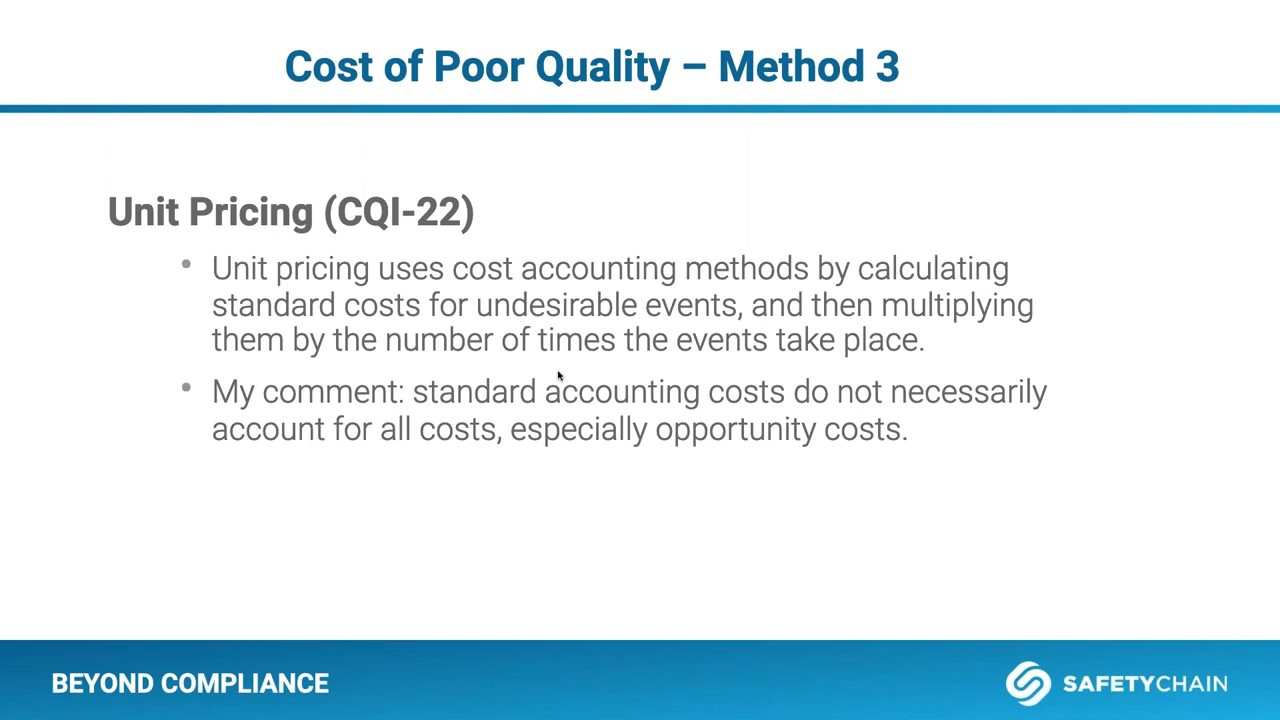 Cost of Poor Quality – Method 3
Unit Pricing (CQI-22)
• Unit pricing uses cost accounting methods by calculating
standard costs for undesirable events, and then multiplying
them by the number of times the events take place.
• My comment: standard accounting costs do not necessarily
account for all costs, especially opportunity costs.
BEYOND COMPLIANCE
SAFETYCHAIN